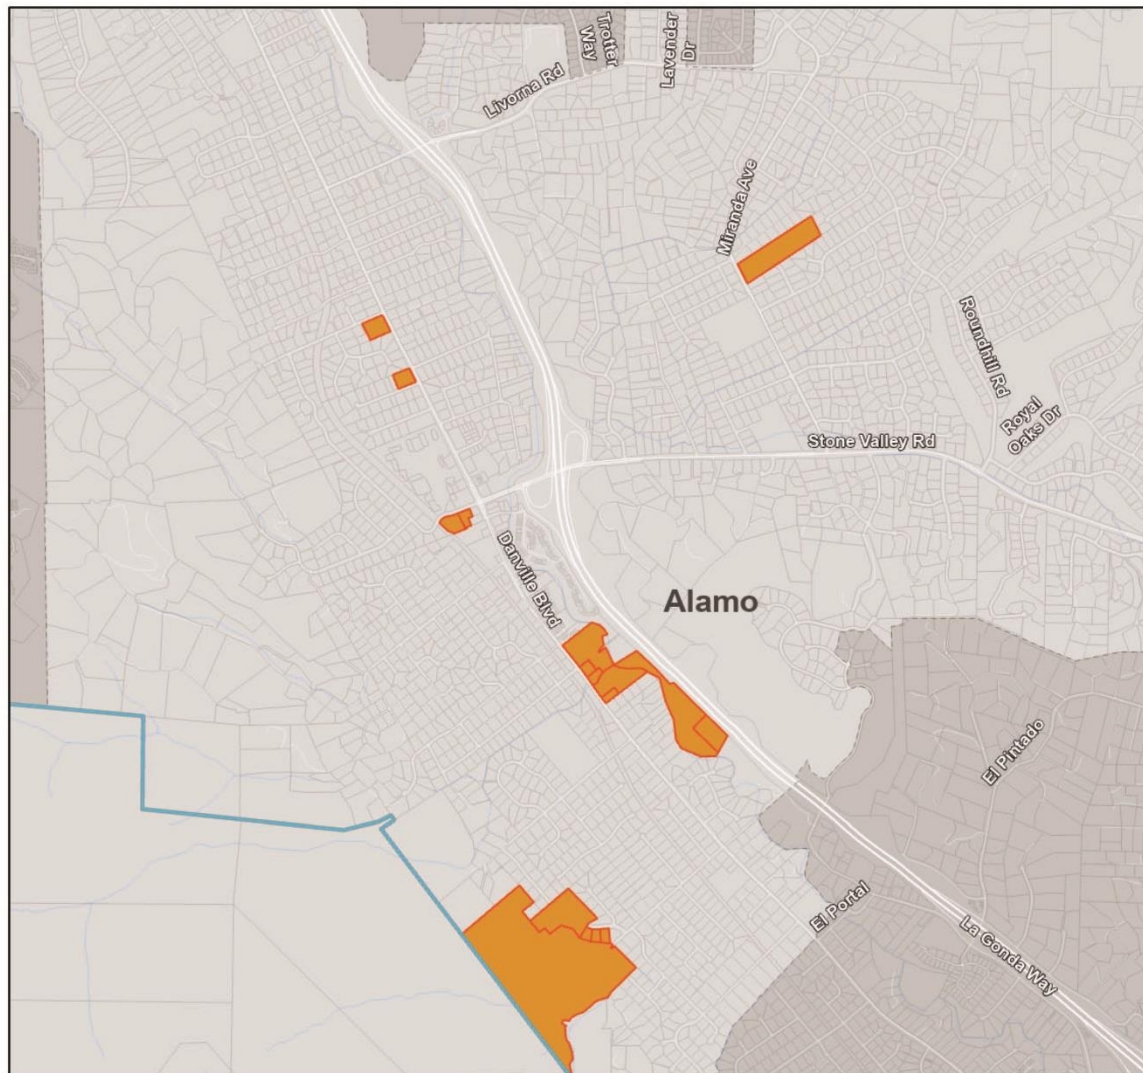 Trotter
Way
Lavender
Dr
Livorna Rd
Miranda Ave
Roundhill Rd
Royal
Oaks Dr
Stone Valley Rd
Danville Blvd
Alamo
El Pintado
El Portal
La Gonda Way